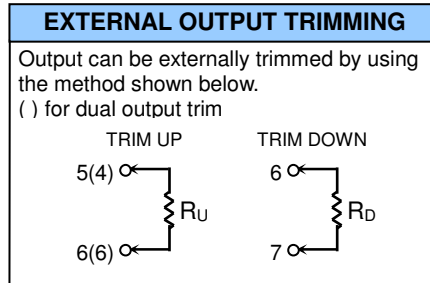 EXTERNAL OUTPUT TRIMMING
Output can be externally trimmed by using
the method shown below.
( ) for dual output trim
TRIM UP TRIM DOWN
5(4) 6
RU RD
6(6) 7